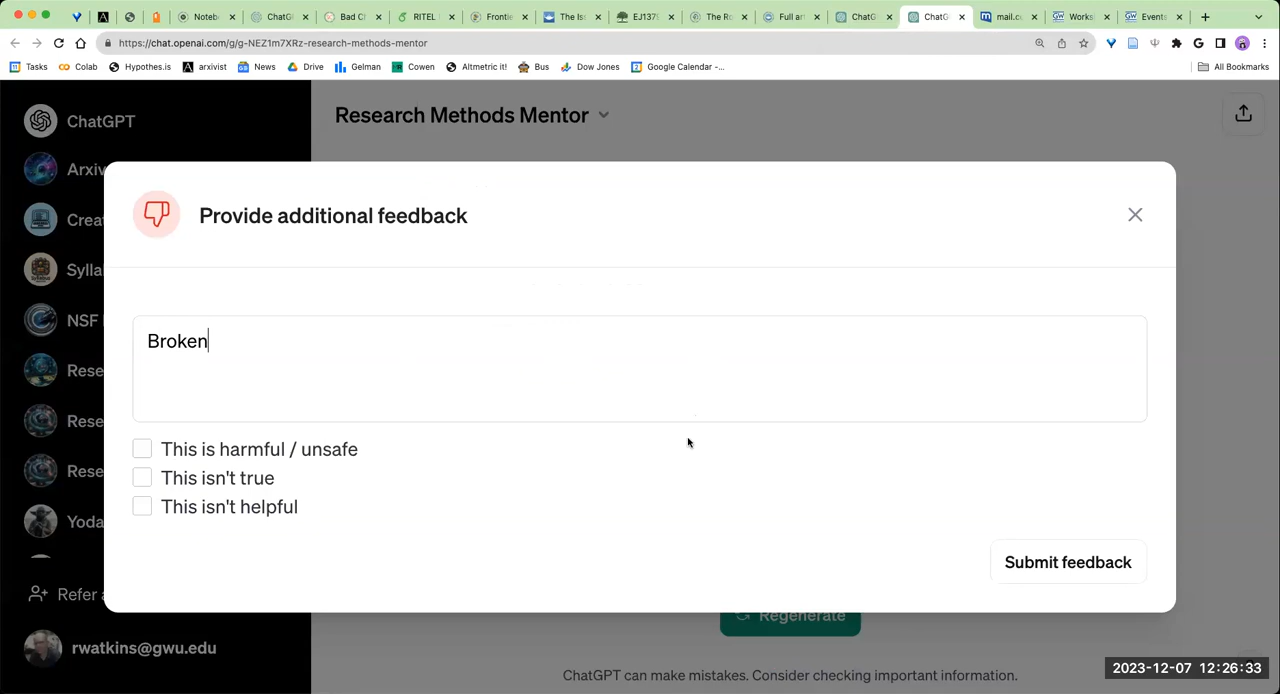 Noteb
ChatG
Bad C
RITEL
Frontie
The Iss
EJ137
The R
Full ar
ChatG
ChatG
mail.c
Works
Events
https://chat.openai.com/g/g-NEZ1m7XRz-research-methods-mentor
Tasks
Colab
Hypothes.is
arxivist
News
Drive
Gelman
Cowen
Altmetric it!
Bus
Dow Jones
Google Calendar -...
All Bookmarks
ChatGPT
Research Methods Mentor
Arxiv
Provide additional feedback
Crea
Sylla
NSF
Broken
Rese
Rese
This is harmful / unsafe
Rese
This isn't true
This isn't helpful
Yoda
Submit feedback
Refer a
Regenerate
rwatkins@gwu.edu
ChatGPT can make mistakes. Consider checking important information.
2023-12-07 12:26:33